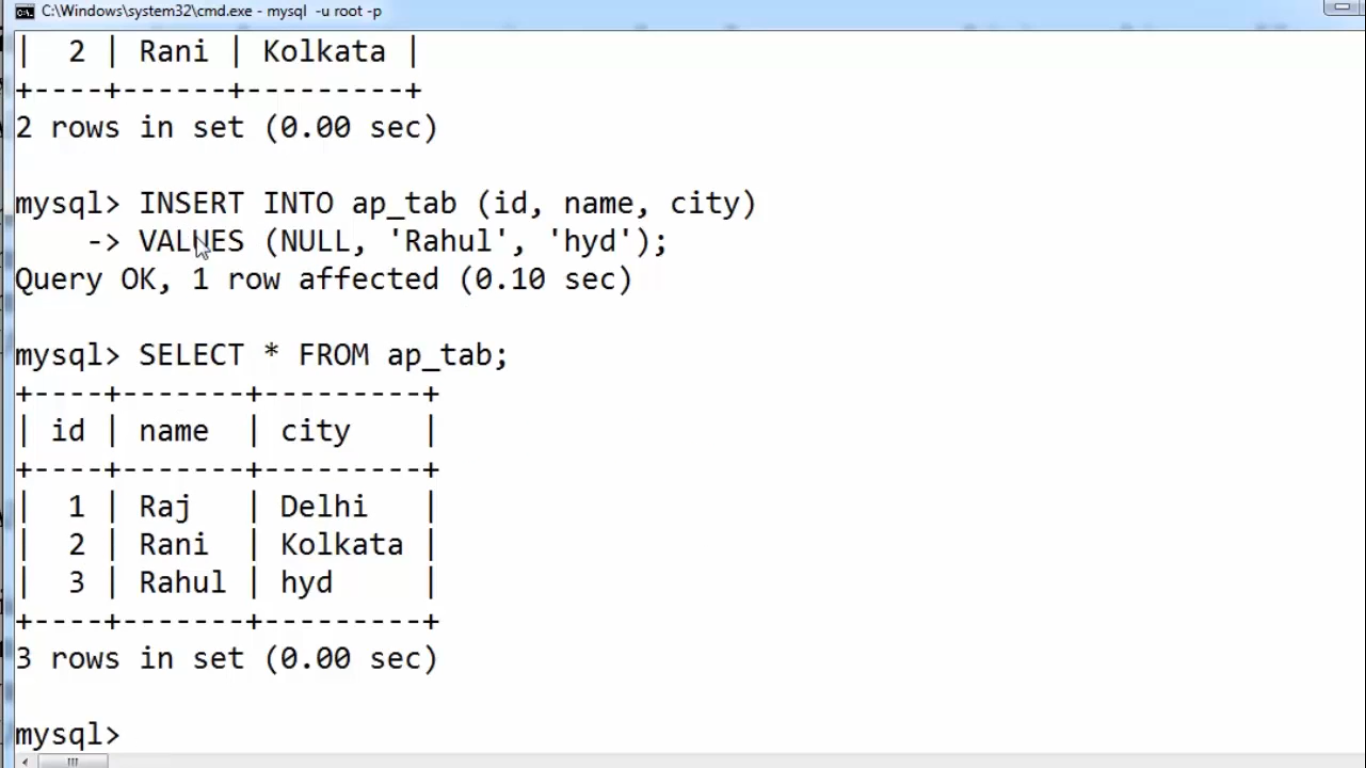 C:\Windows\system32\cmd.exe - mysql  -u root -p
|  2 | Rani | Kolkata |
+----+------+---------+
2 rows in set (0.00 sec)
mysql> INSERT INTO ap_tab (id, name, city)
    -> VALUES (NULL, 'Rahul', 'hyd');
Query OK, 1 row affected (0.10 sec)
mysql> SELECT * FROM ap_tab;
+----+-------+---------+
| id | name  | city    |
+----+-------+---------+
|  1 | Raj   | Delhi   |
|  2 | Rani  | Kolkata |
|  3 | Rahul | hyd     |
+----+-------+---------+
3 rows in set (0.00 sec)
mysql>